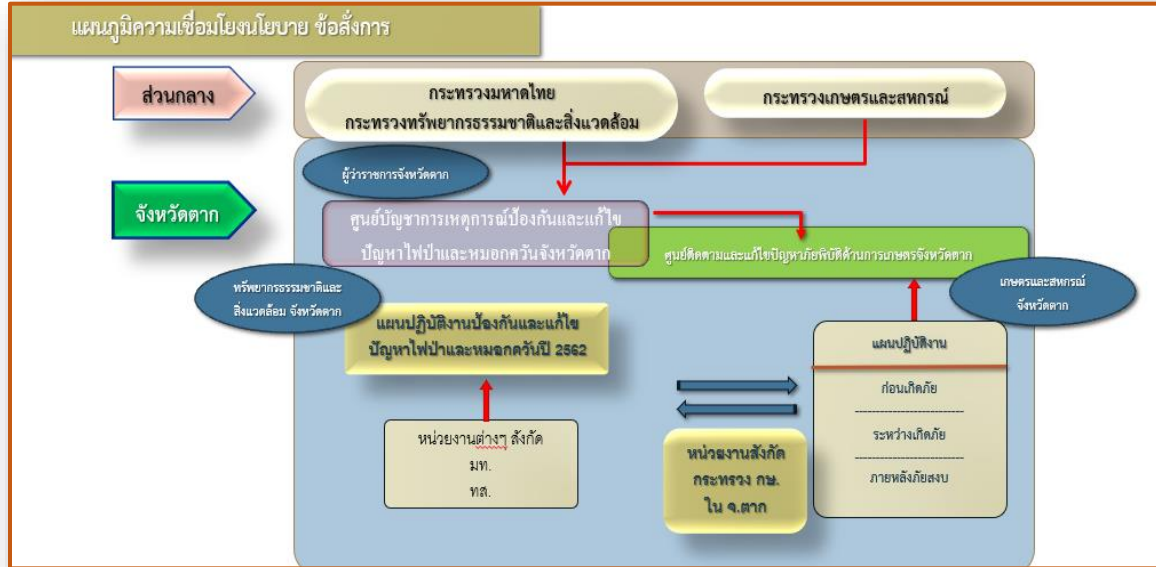 แผนภูมิความเชื่อมโยงนโยบาย ข้อสั่งการ
ส่วนกลาง
กระทรวงมหาดไทย
กระทรวงทรัพยากรธรรมชาติและสิ่งแวดล้อม
กระทรวงเกษตรและสหกรณ์
ผู้ว่าราชการจังหวัดตาก
จังหวัดตาก
ศูนย์บัญชาการเหตุการณ์ป้องกันและแก้ไข
ปัญหาไฟป่าและหมอกควันจังหวัดตาก
ศูนย์ติดตามและแก้ไขปัญหาภัยพิบัติด้านการเกษตรจังหวัดตาก
ทรัพยากรธรรมชาติและ
สิ่งแวดล้อม จังหวัดตาก
เกษตรและสหกรณ์
จังหวัดตาก
แผนปฏิบัติงานป้องกันและแก้ไข
ปัญหาไฟป่าและหมอกควันปี 2562
แผนปฏิบัติงาน
ก่อนเกิดภัย
ระหว่างเกิดภัย
ภายหลังภัยสงบ
หน่วยงานต่างๆ สังกัด
มท.
ทส.
หน่วยงานสังกัด
กระทรวง กษ.
ใน จ.ตาก